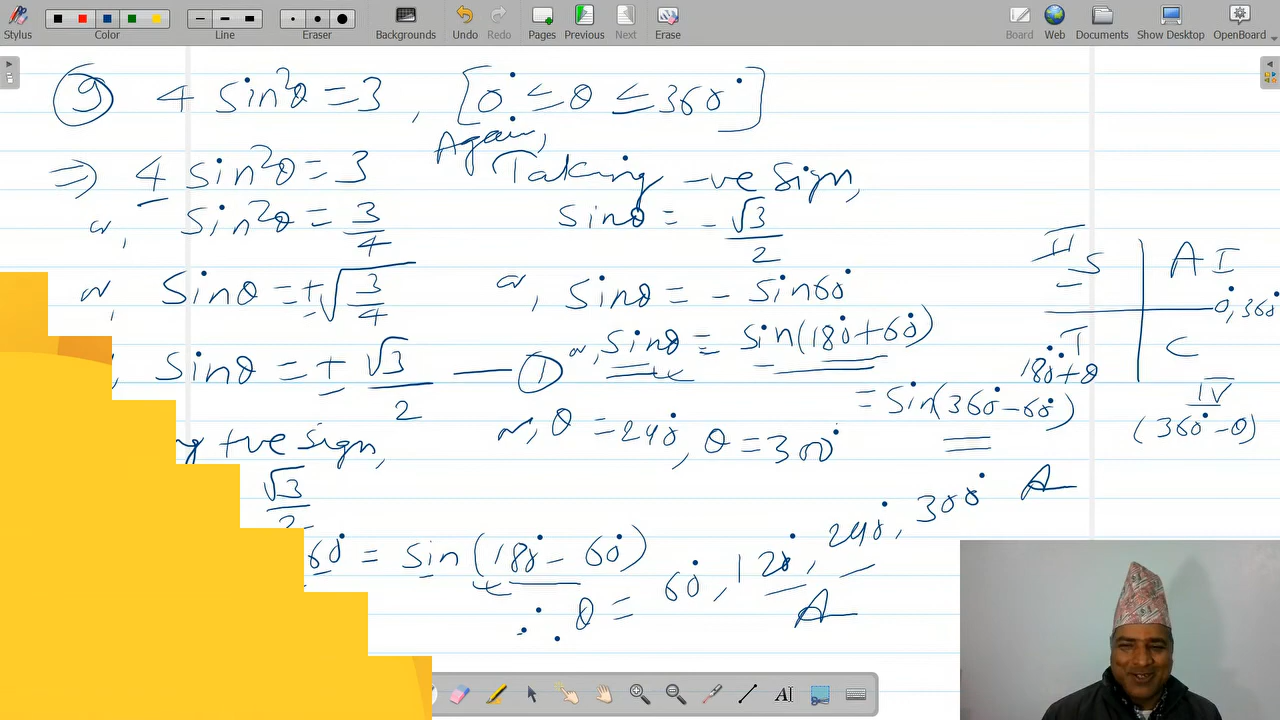 Stylus
Color
Line
Eraser
Backgrounds
Undo
Redo
Pages
Previous
Next
Erase
Board
Web
Documents
Show Desktop
OpenBoard
⑨ 4 sin²θ = 3 , [0° ≤ θ ≤ 360°]
⇒ 4 sin²θ = 3
or, sin²θ = 3/4
or, sinθ = ±√(3/4)
, sinθ = ± √3/2 — ①
+ve sign,
√3
60° = sin(180° - 60°)
∴ θ = 60°, 120°, 240°, 300°
A
Again,
Taking -ve sign,
sinθ = - √3/2
or, sinθ = - sin60°
or, sinθ = sin(180° + 60°)
= sin(360° - 60°)
or, θ = 240°, θ = 300°
A
II
S
A I
0°, 360°
T
180° + θ
C
IV
(360° - θ)
AI